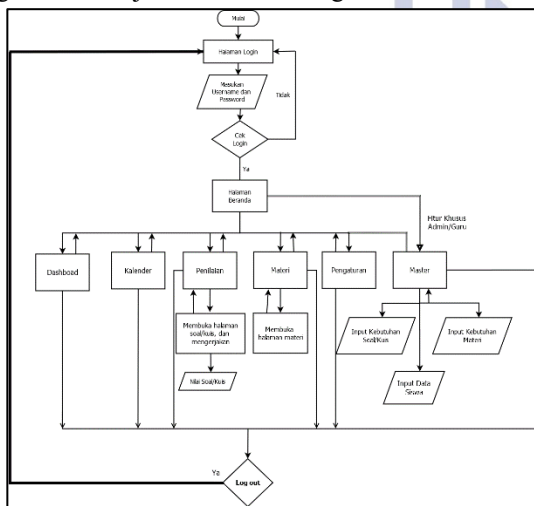 Mulai
Halaman Login
Masukan
Username dan
Password
Tidak
Cek
Login
Ya
Halaman
Beranda
Fitur Khusus
Admin/Guru
Dashboad
Kalender
Penilaian
Materi
Pengaturan
Master
Membuka halaman
soal/kuis, dan
mengerjakan
Membuka
halaman materi
Input Kebutuhan
Soal/Kuis
Input Kebutuhan
Materi
Nilai Soal/Kuis
Input Data
Siswa
Ya
Log out